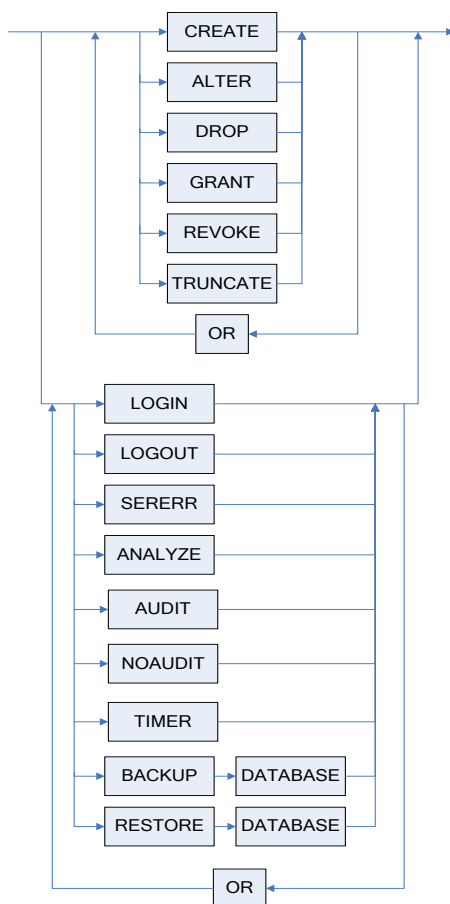 CREATE
ALTER
DROP
GRANT
REVOKE
TRUNCATE
OR
LOGIN
LOGOUT
SERERR
ANALYZE
AUDIT
NOAUDIT
TIMER
BACKUP DATABASE
RESTORE DATABASE
OR